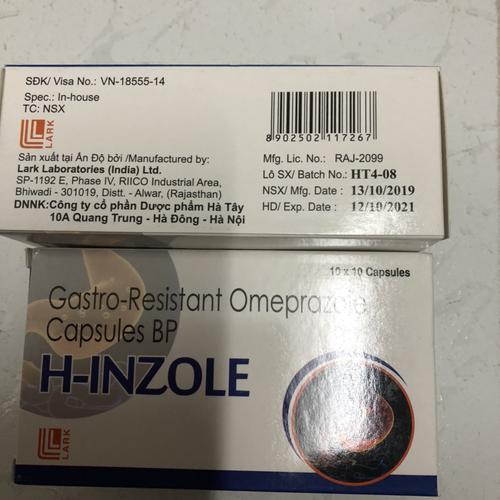 SĐK/ Visa No.: VN-18555-14
Spec.: In-house
TC: NSX
LARK
Sản xuất tại Ấn Độ bởi /Manufactured by:
Lark Laboratories (India) Ltd.
SP-1192 E, Phase IV, RIICO Industrial Area,
Bhiwadi - 301019, Distt. - Alwar, (Rajasthan)
DNNK:Công ty cổ phần Dược phẩm Hà Tây
10A Quang Trung - Hà Đông - Hà Nội
8902502117267
Mfg. Lic. No.: RAJ-2099
Lô SX/ Batch No.: HT4-08
NSX/ Mfg. Date : 13/10/2019
HD/ Exp. Date : 12/10/2021
10 x 10 Capsules
Gastro-Resistant Omeprazole
Capsules BP
H-INZOLE
LARK